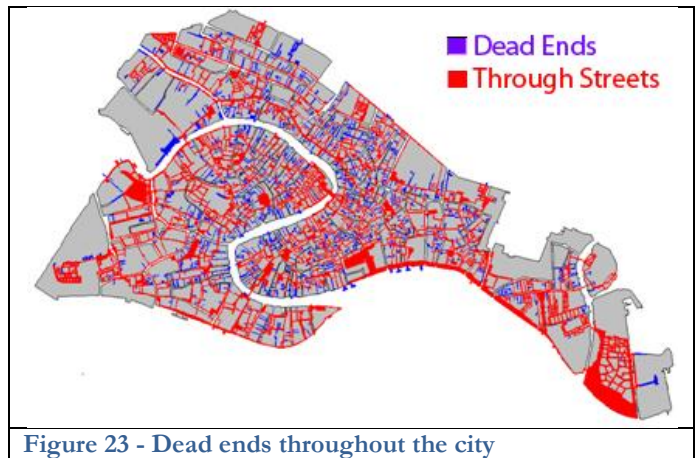 Dead Ends
Through Streets
Figure 23 - Dead ends throughout the city